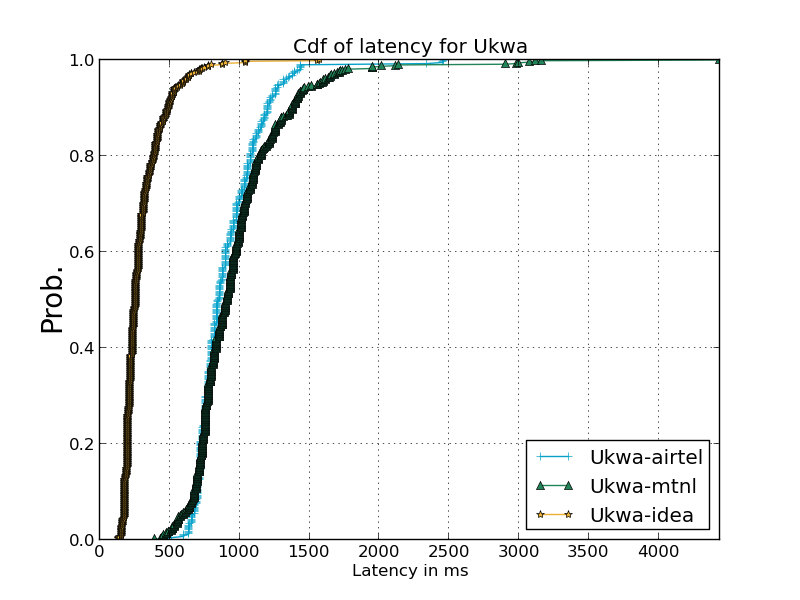 Cdf of latency for Ukwa
1.0
0.8
0.6
0.4
0.2
0.0
Prob.
0 500 1000 1500 2000 2500 3000 3500 4000
Latency in ms
Ukwa-airtel
Ukwa-mtnl
Ukwa-idea